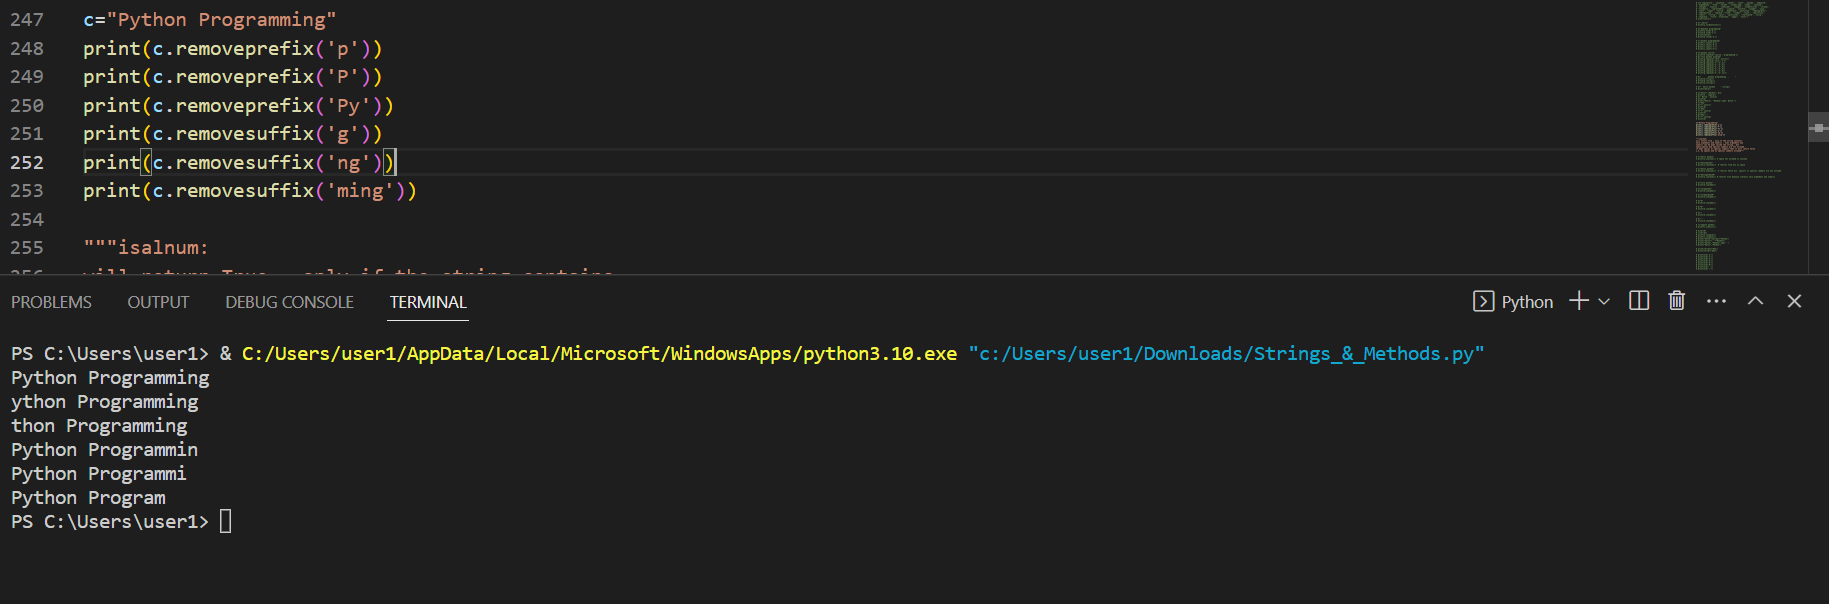 247 c="Python Programming"
248 print(c.removeprefix('p'))
249 print(c.removeprefix('P'))
250 print(c.removeprefix('Py'))
251 print(c.removesuffix('g'))
252 print(c.removesuffix('ng'))
253 print(c.removesuffix('ming'))
254
255 """isalnum:
PROBLEMS OUTPUT DEBUG CONSOLE TERMINAL Python
PS C:\Users\user1> & C:/Users/user1/AppData/Local/Microsoft/WindowsApps/python3.10.exe "c:/Users/user1/Downloads/Strings_&_Methods.py"
Python Programming
ython Programming
thon Programming
Python Programmin
Python Programmi
Python Program
PS C:\Users\user1>